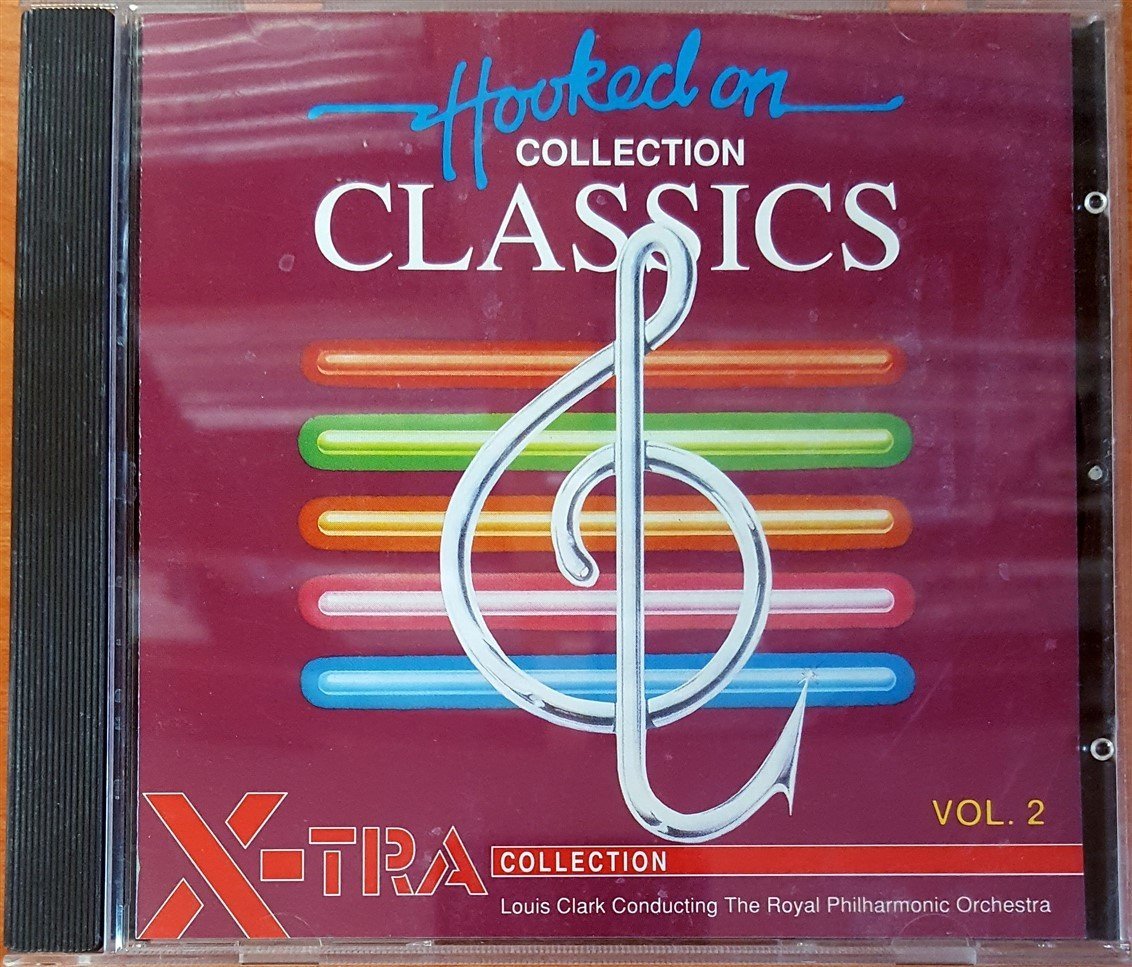 Hooked on
COLLECTION
CLASSICS
VOL. 2
X-TRA
COLLECTION
Louis Clark Conducting The Royal Philharmonic Orchestra